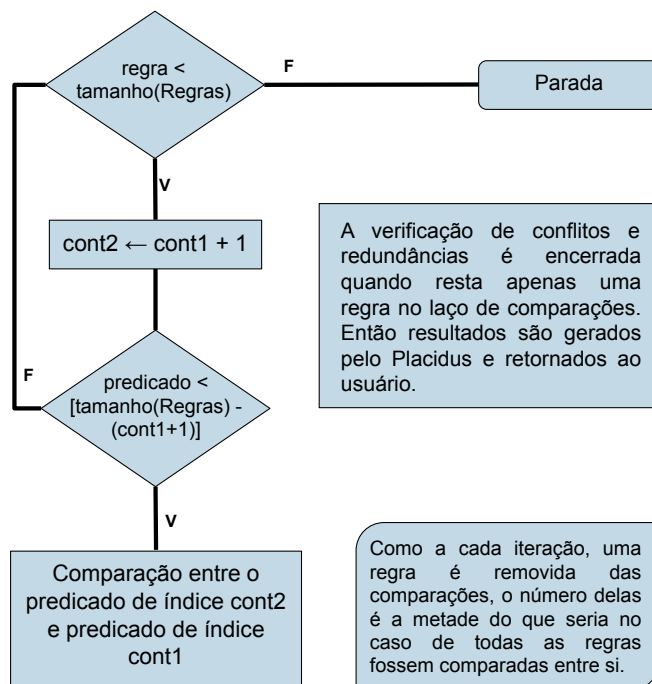 regra <
tamanho(Regras)
F
Parada
V
cont2 ← cont1 + 1
A verificação de conflitos e
redundâncias é encerrada
quando resta apenas uma
regra no laço de comparações.
Então resultados são gerados
pelo Placidus e retornados ao
usuário.
F
predicado <
[tamanho(Regras) -
(cont1+1)]
V
Comparação entre o
predicado de índice cont2
e predicado de índice
cont1
Como a cada iteração, uma
regra é removida das
comparações, o número delas
é a metade do que seria no
caso de todas as regras
fossem comparadas entre si.